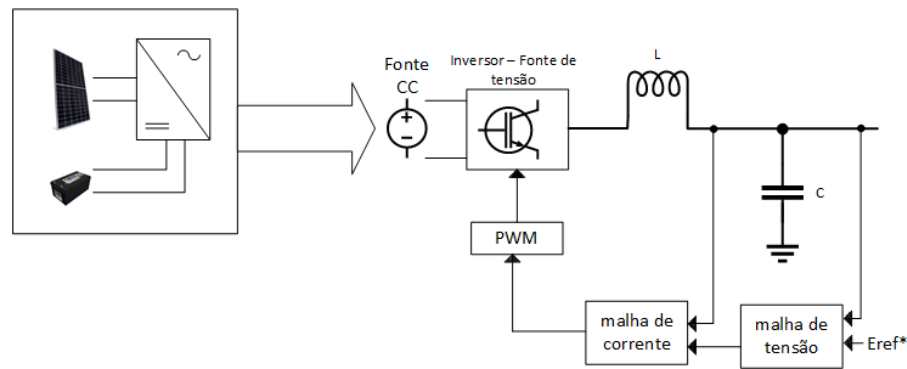 Fonte
CC
Inversor – Fonte de
tensão
L
C
PWM
malha de
corrente
malha de
tensão
Eref*